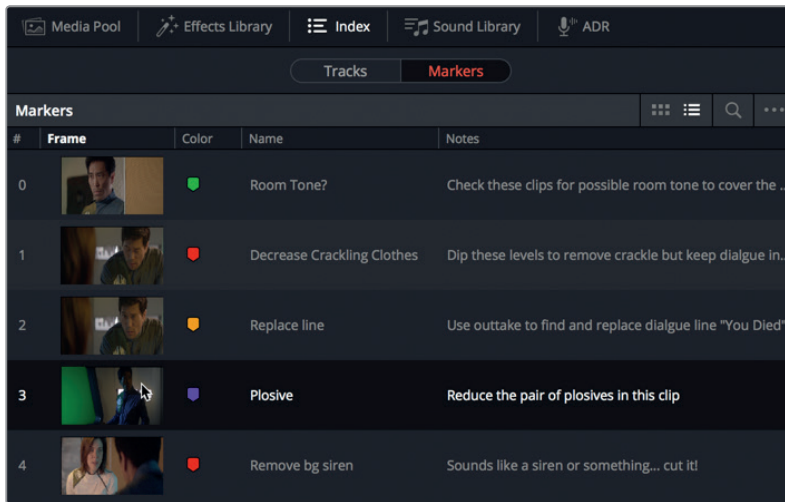 Media Pool Effects Library Index Sound Library ADR
Tracks Markers
Markers
# Frame Color Name Notes
0 Room Tone? Check these clips for possible room tone to cover the ..
1 Decrease Crackling Clothes Dip these levels to remove crackle but keep dialgue in..
2 Replace line Use outtake to find and replace dialgue line "You Died"
3 Plosive Reduce the pair of plosives in this clip
4 Remove bg siren Sounds like a siren or something... cut it!